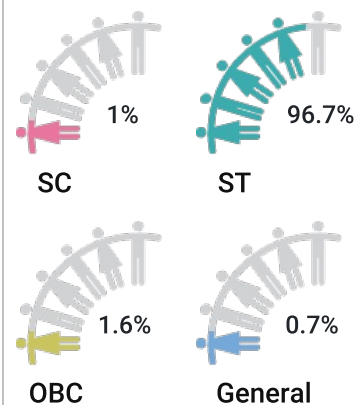 1%
96.7%
SC
ST
1.6%
0.7%
OBC
General